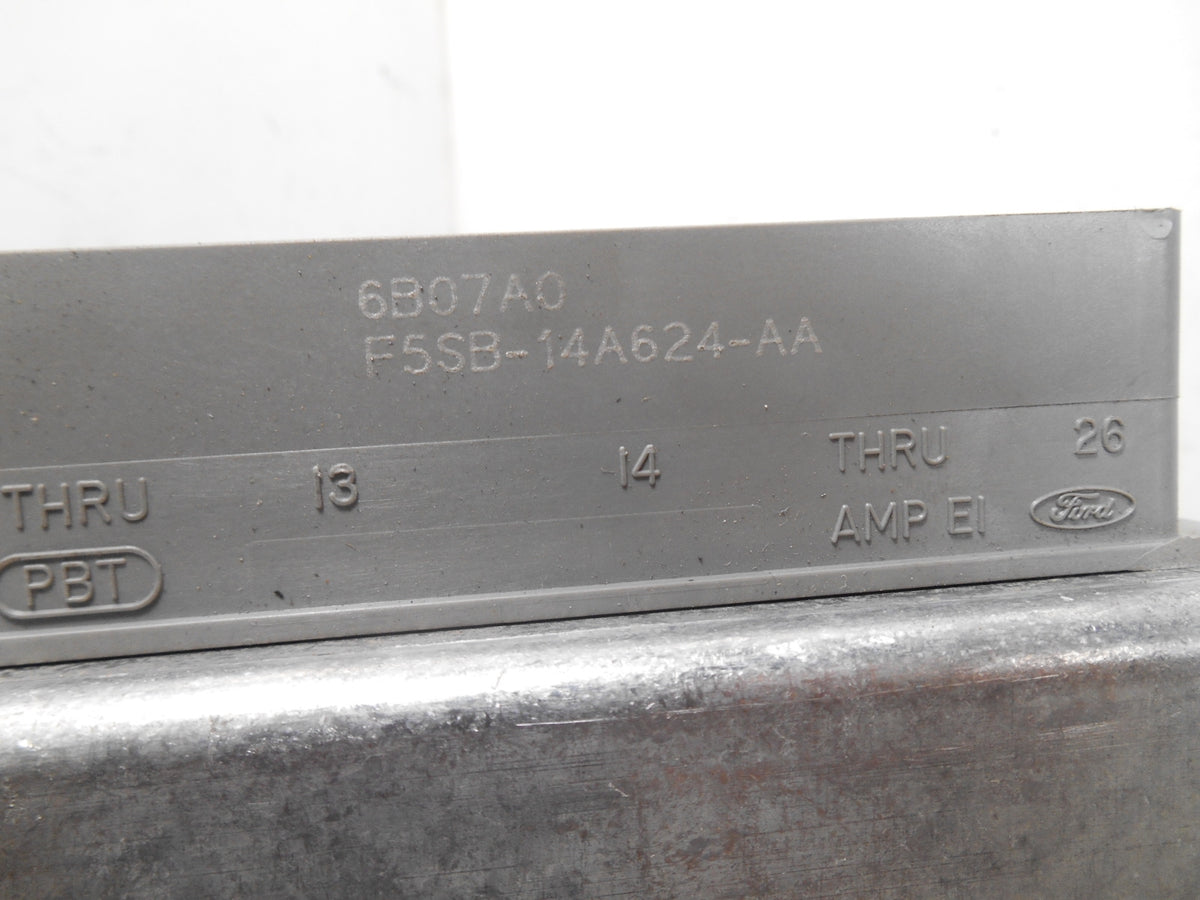 6B07A0
F5SB-14A624-AA
THRU 13 14 THRU 26
PBT AMP EI Ford